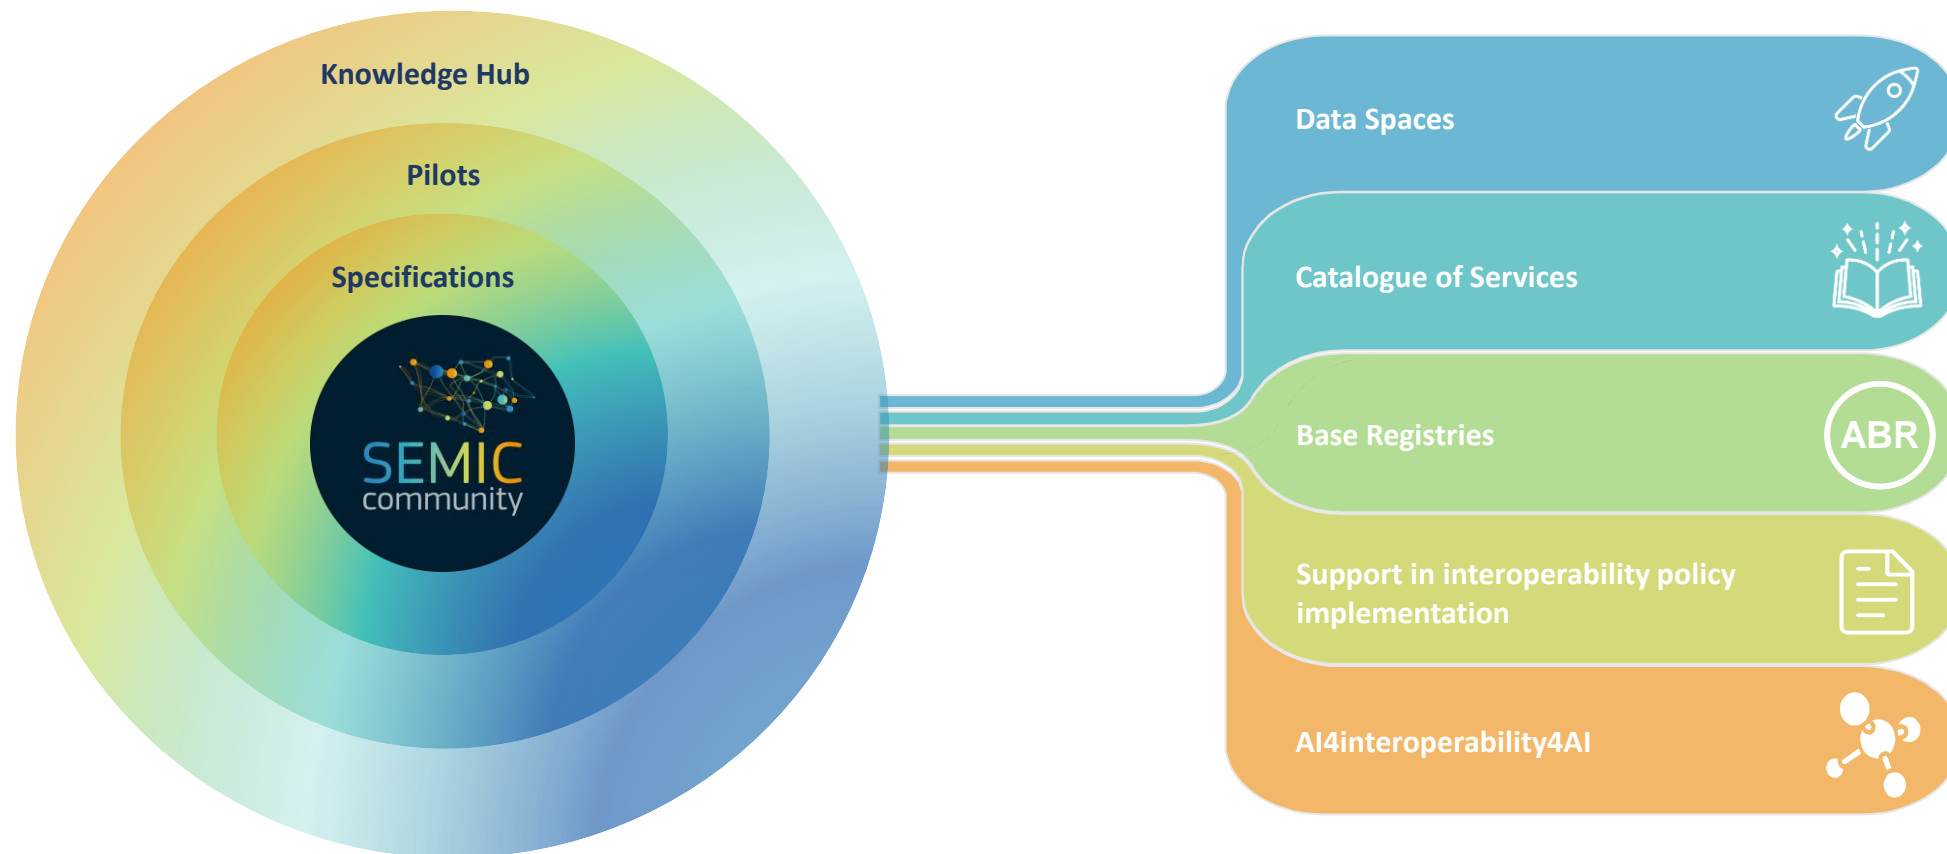 Knowledge Hub
Pilots
Specifications
SEMIC
community
Data Spaces
Catalogue of Services
Base Registries
ABR
Support in interoperability policy
implementation
AI4interoperability4AI